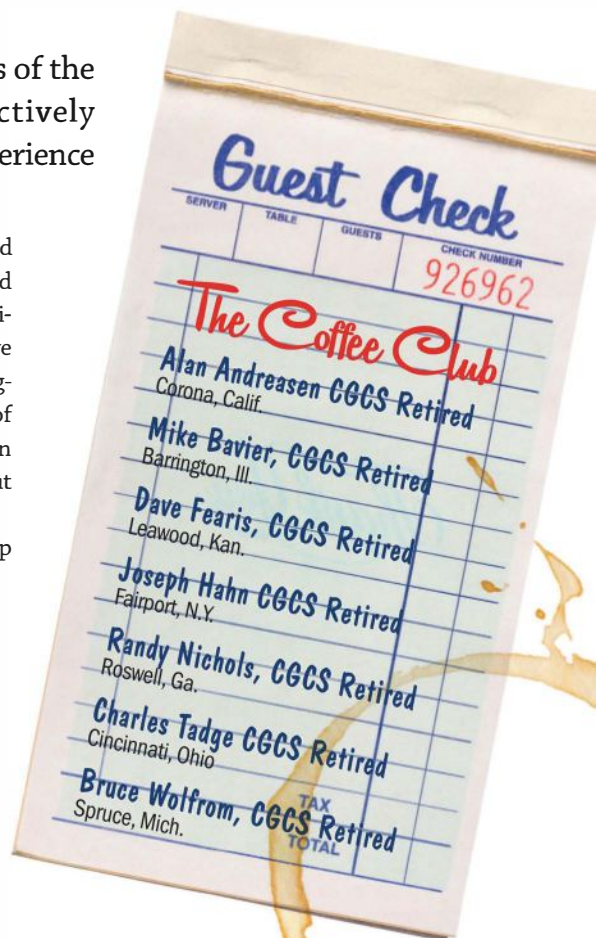 s of the
ctively
erience
d
d
i-
e
g-
of
n
t
p
Guest Check
SERVER TABLE GUESTS CHECK NUMBER
926962
The Coffee Club
Alan Andreasen CGCS Retired
Corona, Calif.
Mike Bavier, CGCS Retired
Barrington, Ill.
Dave Fearis, CGCS Retired
Leawood, Kan.
Joseph Hahn CGCS Retired
Fairport, N.Y.
Randy Nichols, CGCS Retired
Roswell, Ga.
Charles Tadge CGCS Retired
Cincinnati, Ohio
Bruce Wolfrom, CGCS Retired
Spruce, Mich.
TAX
TOTAL